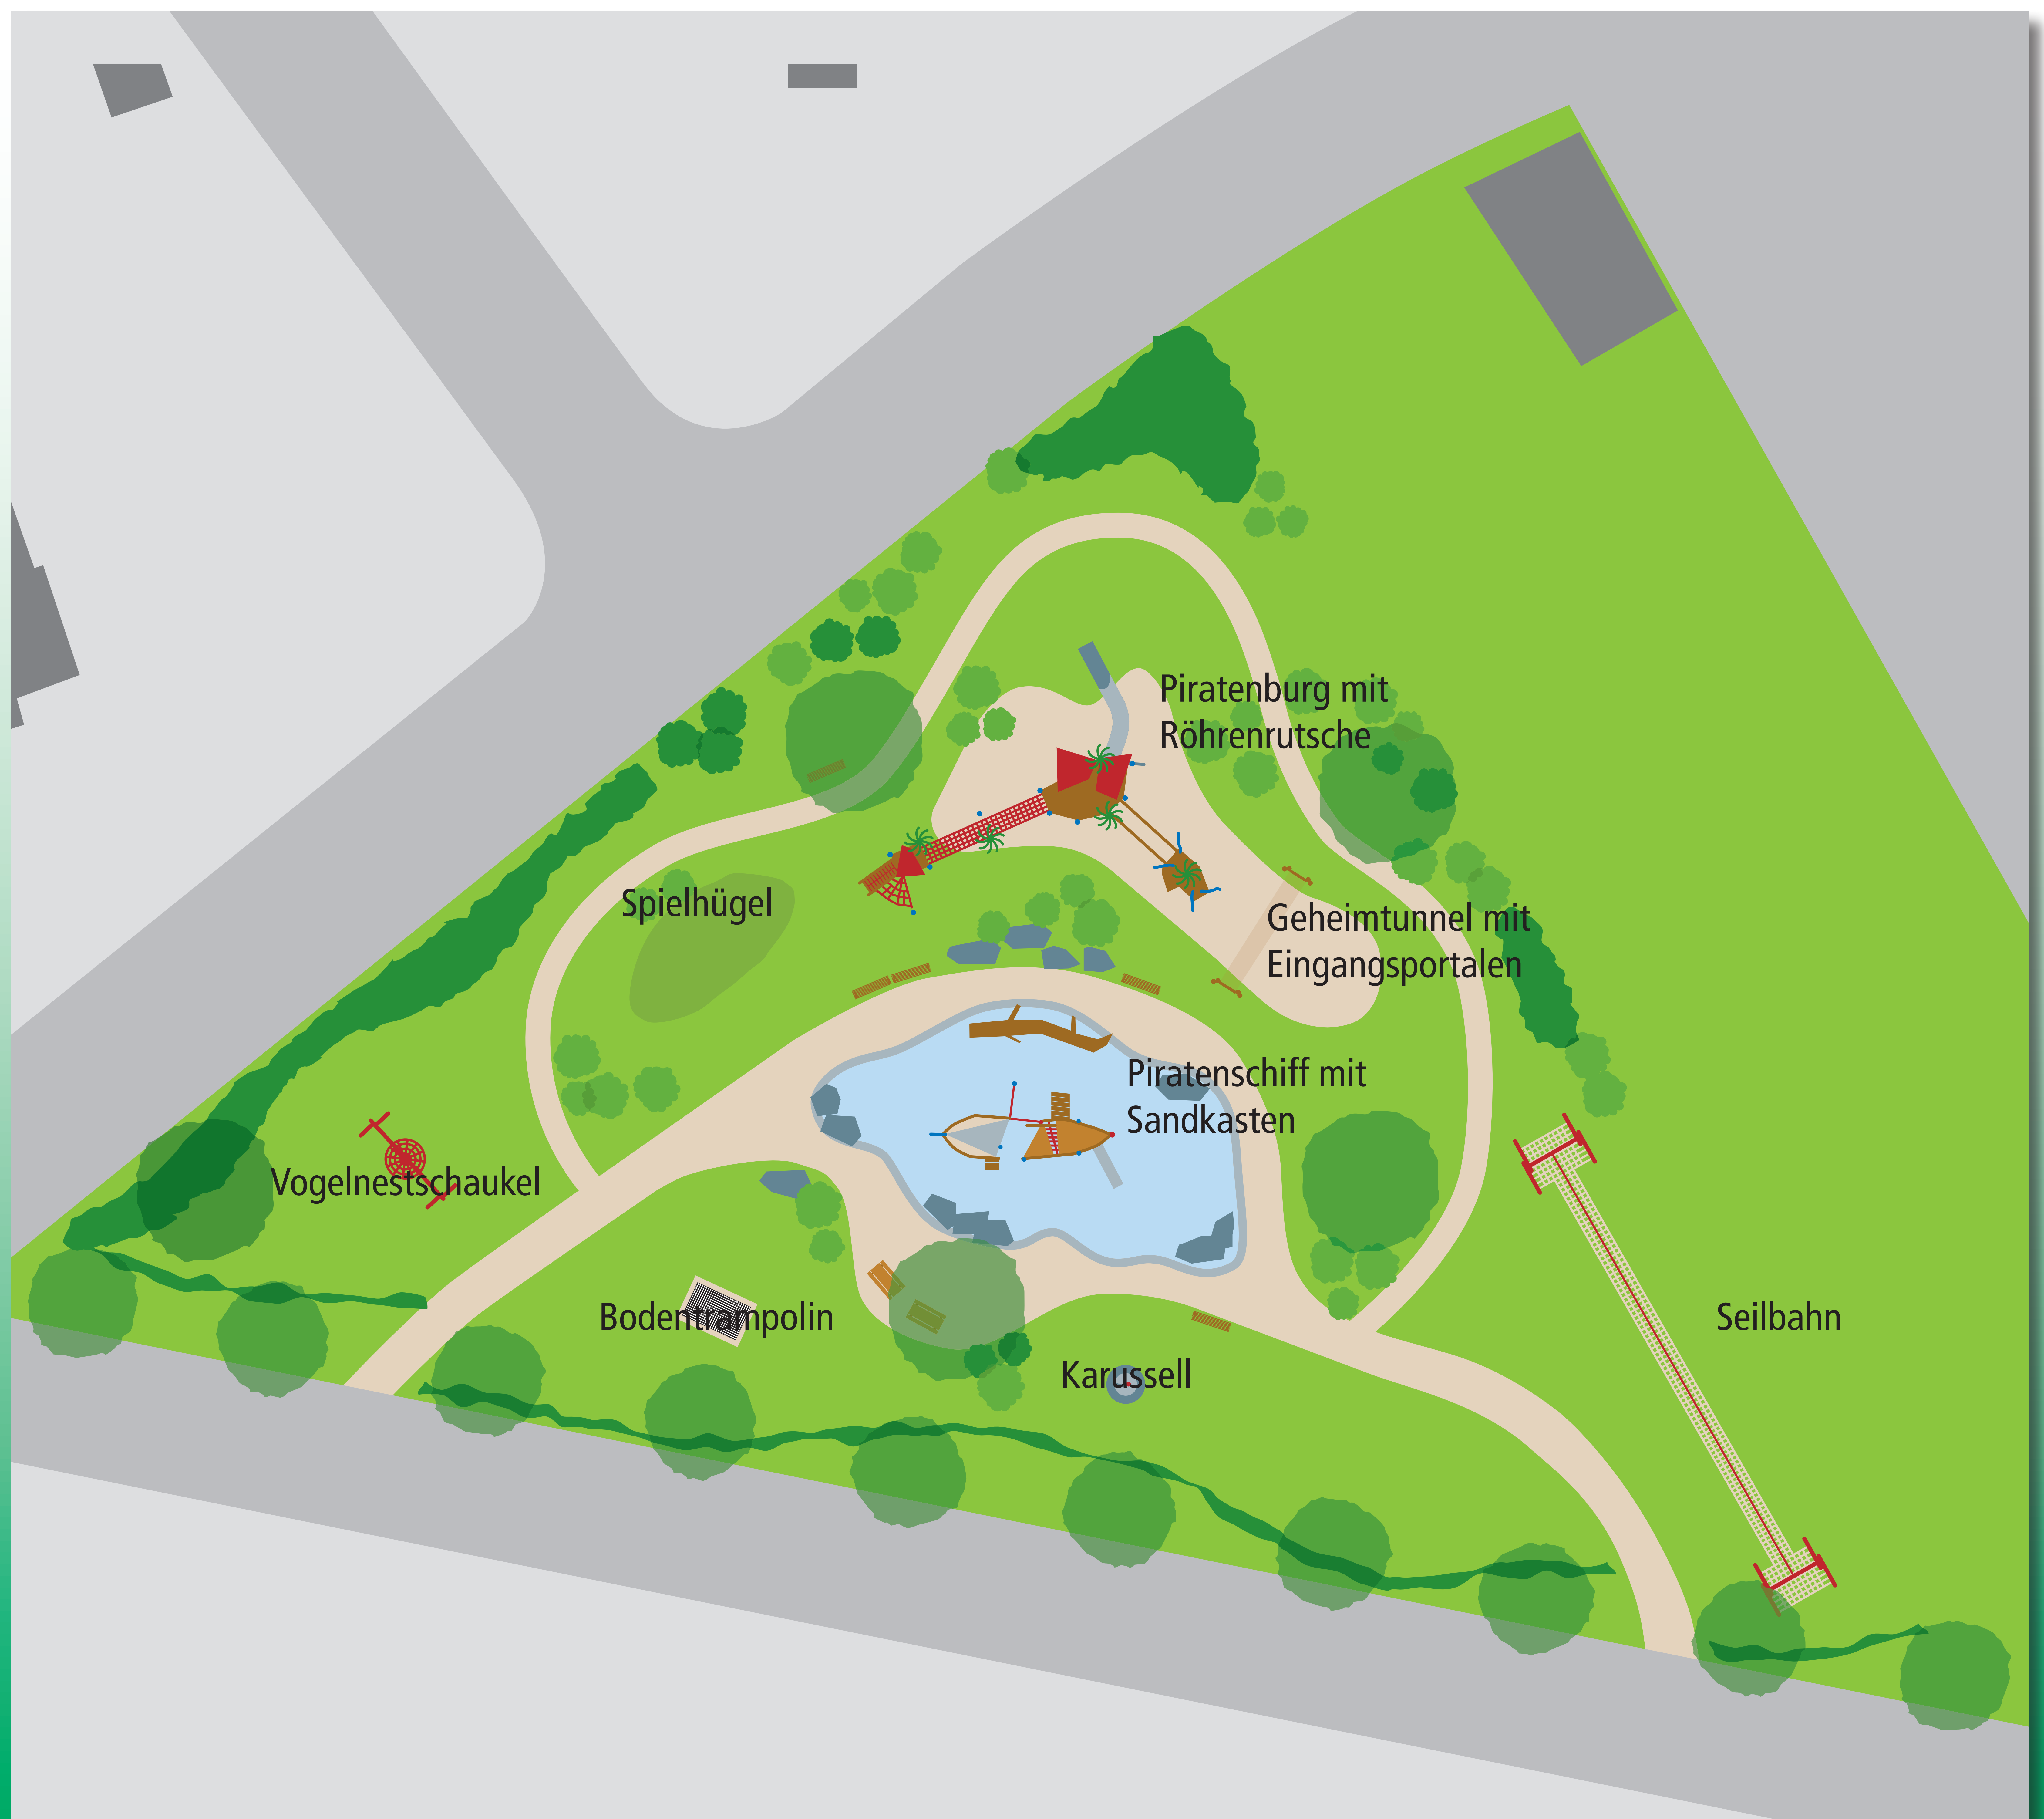 Piratenburg mit
Röhrenrutsche
Spielhügel
Geheimtunnel mit
Eingangsportalen
Piratenschiff mit
Sandkasten
Vogelnestschaukel
Bodentrampolin
Seilbahn
Karussell